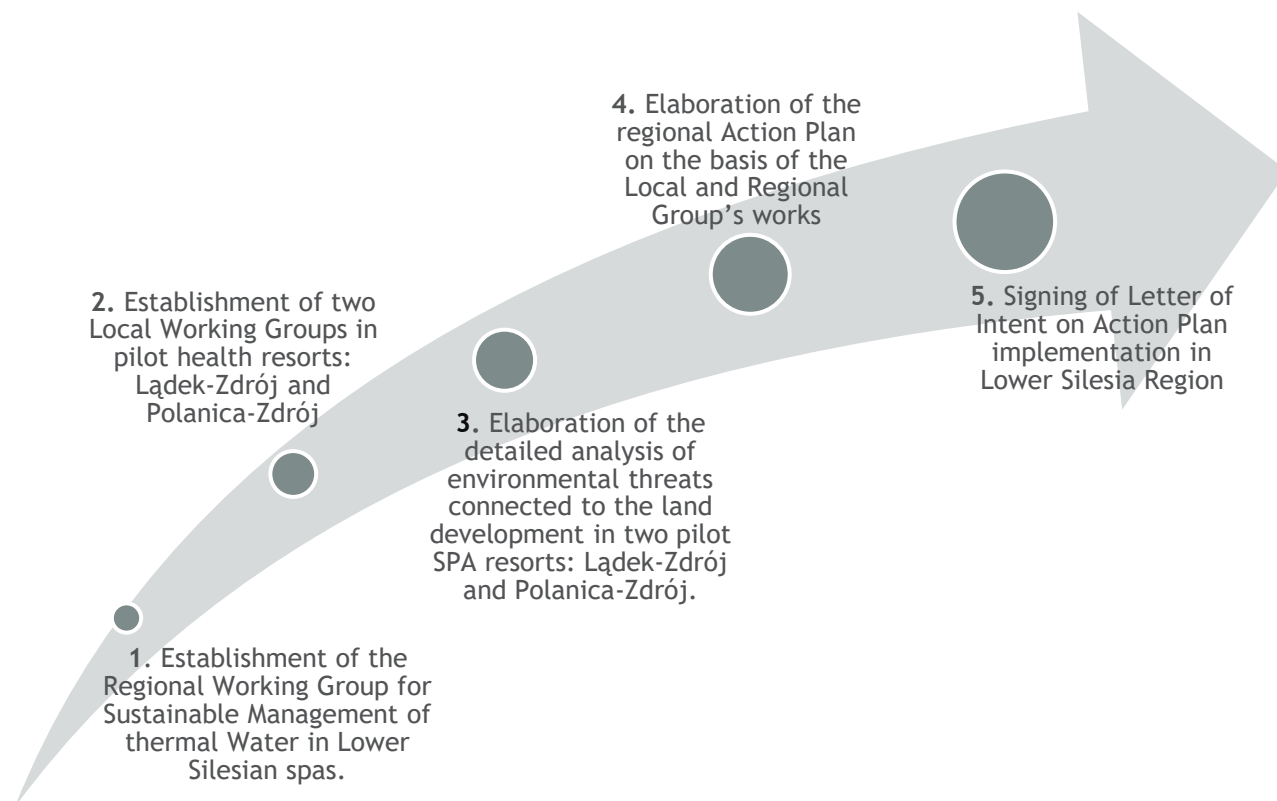 1. Establishment of the
Regional Working Group for
Sustainable Management of
thermal Water in Lower
Silesian spas.
2. Establishment of two
Local Working Groups in
pilot health resorts:
Lądek-Zdrój and
Polanica-Zdrój
3. Elaboration of the
detailed analysis of
environmental threats
connected to the land
development in two pilot
SPA resorts: Lądek-Zdrój
and Polanica-Zdrój.
4. Elaboration of the
regional Action Plan
on the basis of the
Local and Regional
Group’s works
5. Signing of Letter of
Intent on Action Plan
implementation in
Lower Silesia Region